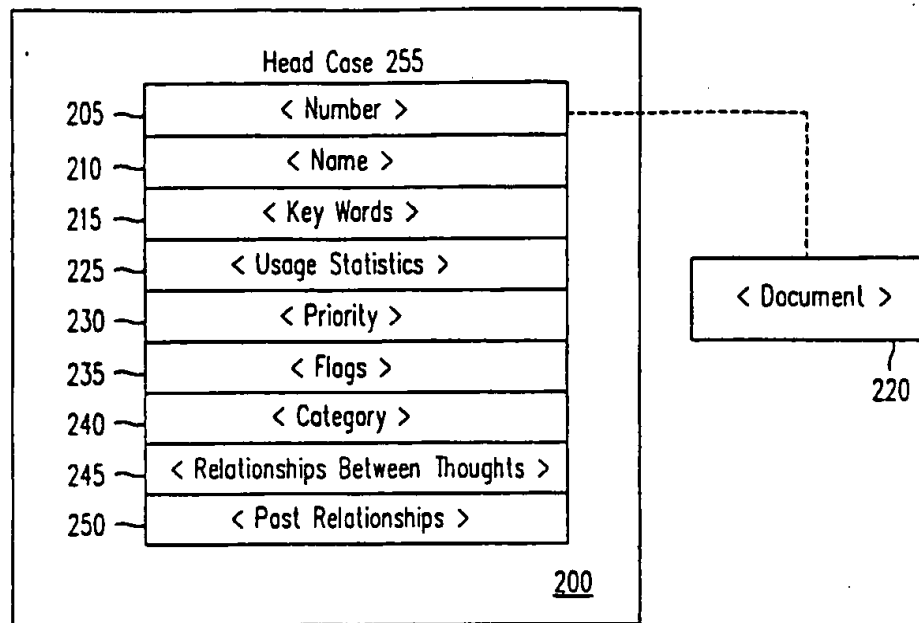 Head Case 255
205 < Number >
210 < Name >
215 < Key Words >
225 < Usage Statistics >
230 < Priority >
235 < Flags >
240 < Category >
245 < Relationships Between Thoughts >
250 < Past Relationships >
200
< Document >
220